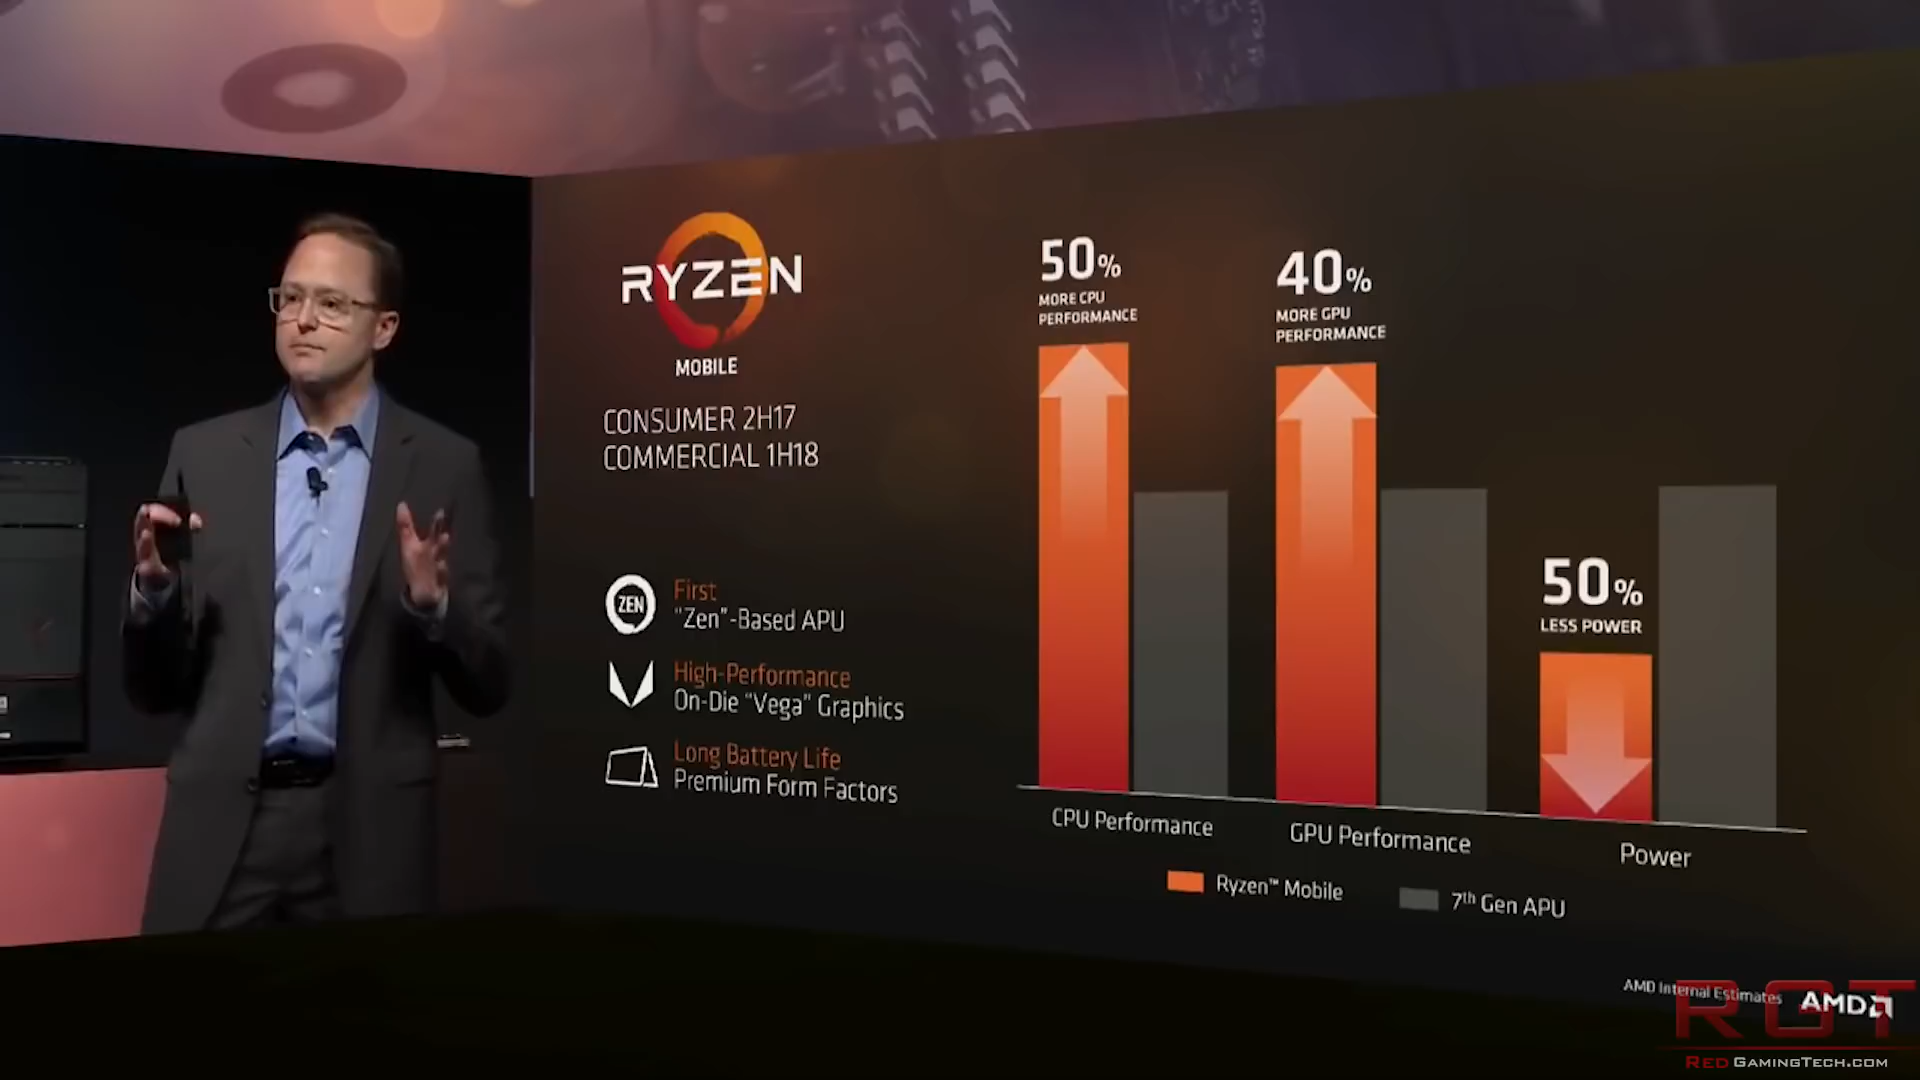 RYZEN
MOBILE
CONSUMER 2H17
COMMERCIAL 1H18
ZEN
First
"Zen"-Based APU
High-Performance
On-Die "Vega" Graphics
Long Battery Life
Premium Form Factors
50%
MORE CPU
PERFORMANCE
40%
MORE GPU
PERFORMANCE
50%
LESS POWER
CPU Performance
GPU Performance
Power
Ryzen™ Mobile
7th Gen APU
AMD Internal Estimates
AMD
RGT
RedGamingTech.com